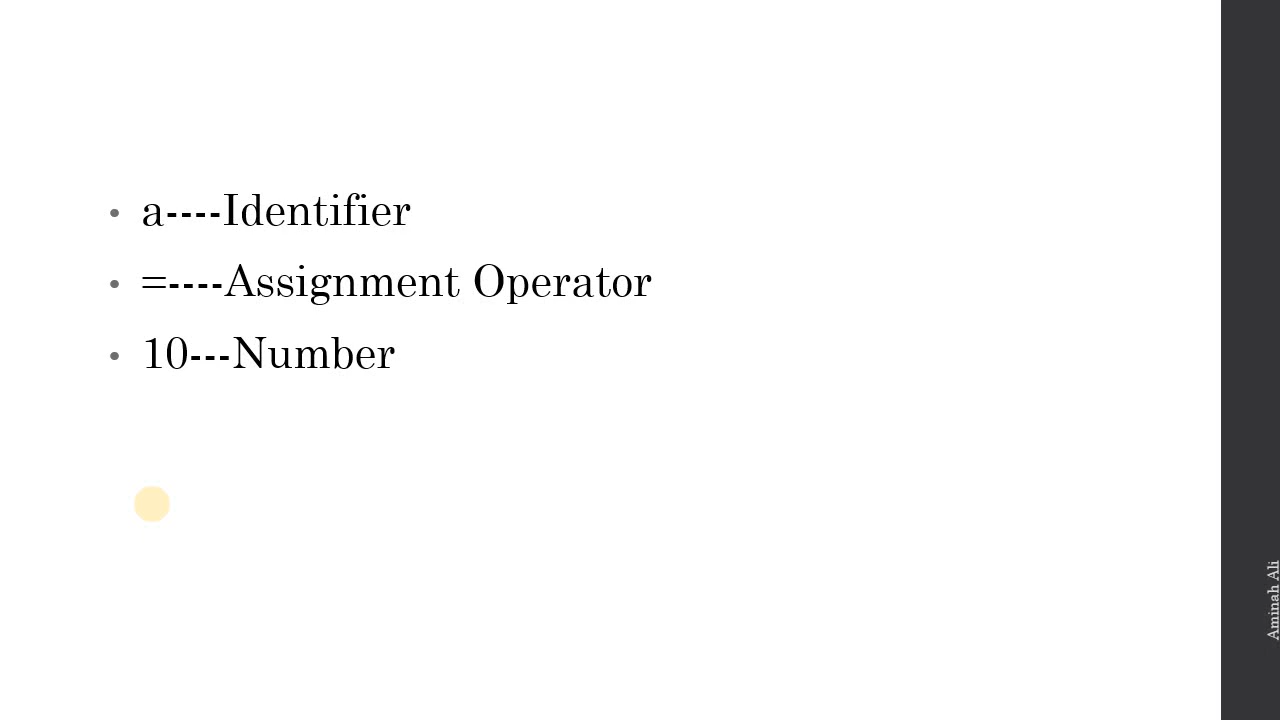 • a----Identifier
• =----Assignment Operator
• 10---Number
Aminah Ali